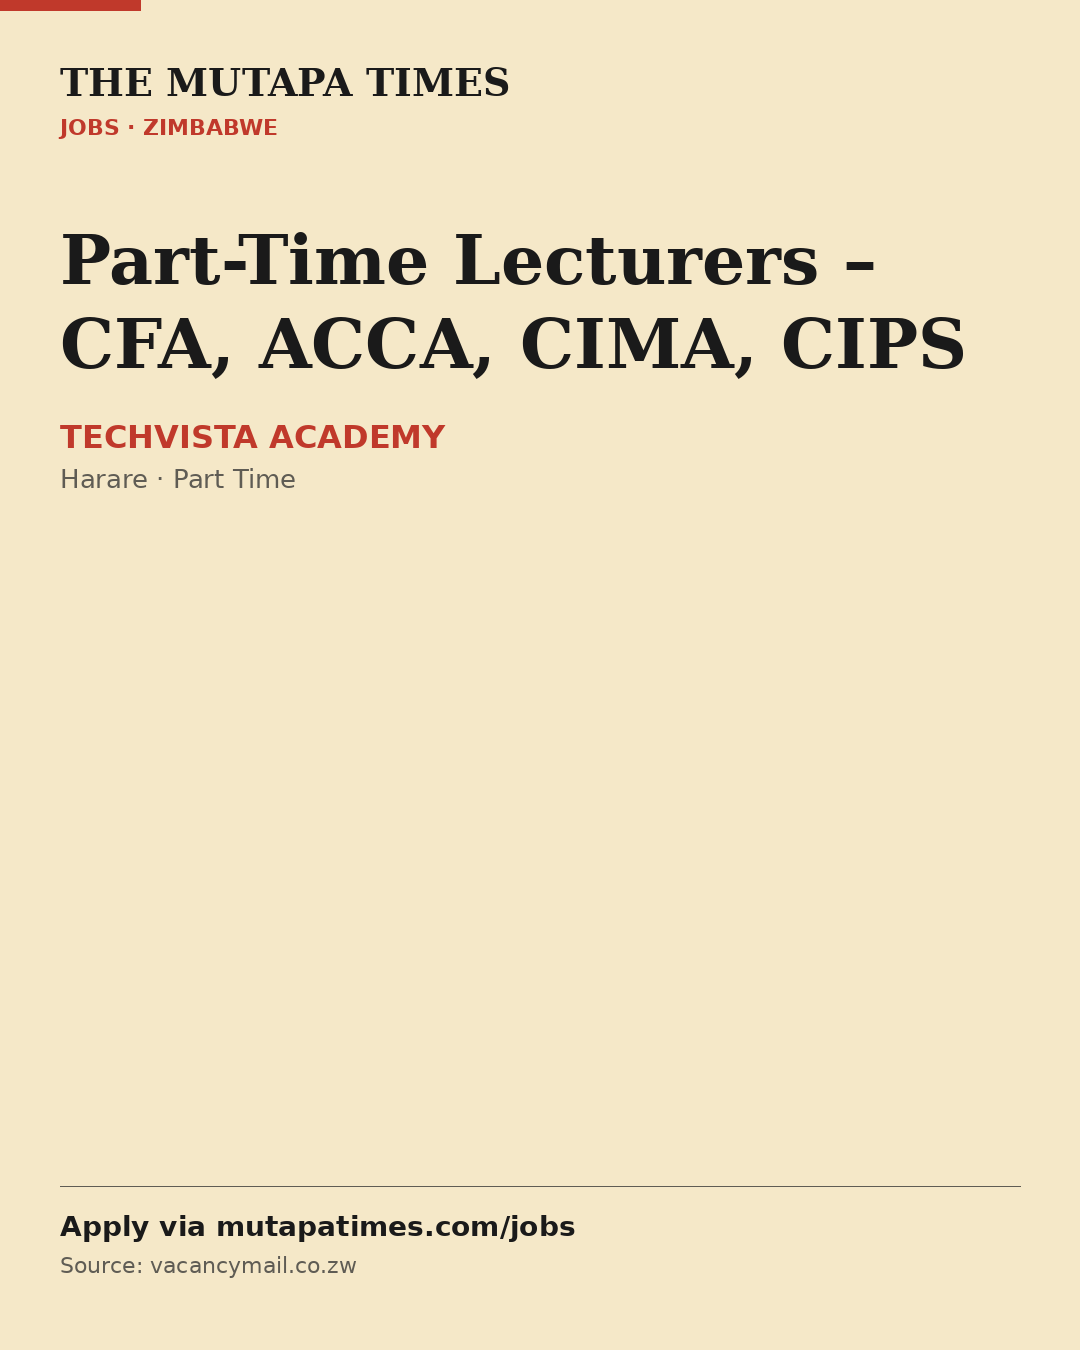 THE MUTAPA TIMES
JOBS · ZIMBABWE
Part-Time Lecturers –
CFA, ACCA, CIMA, CIPS
TECHVISTA ACADEMY
Harare · Part Time
Apply via mutapatimes.com/jobs
Source: vacancymail.co.zw